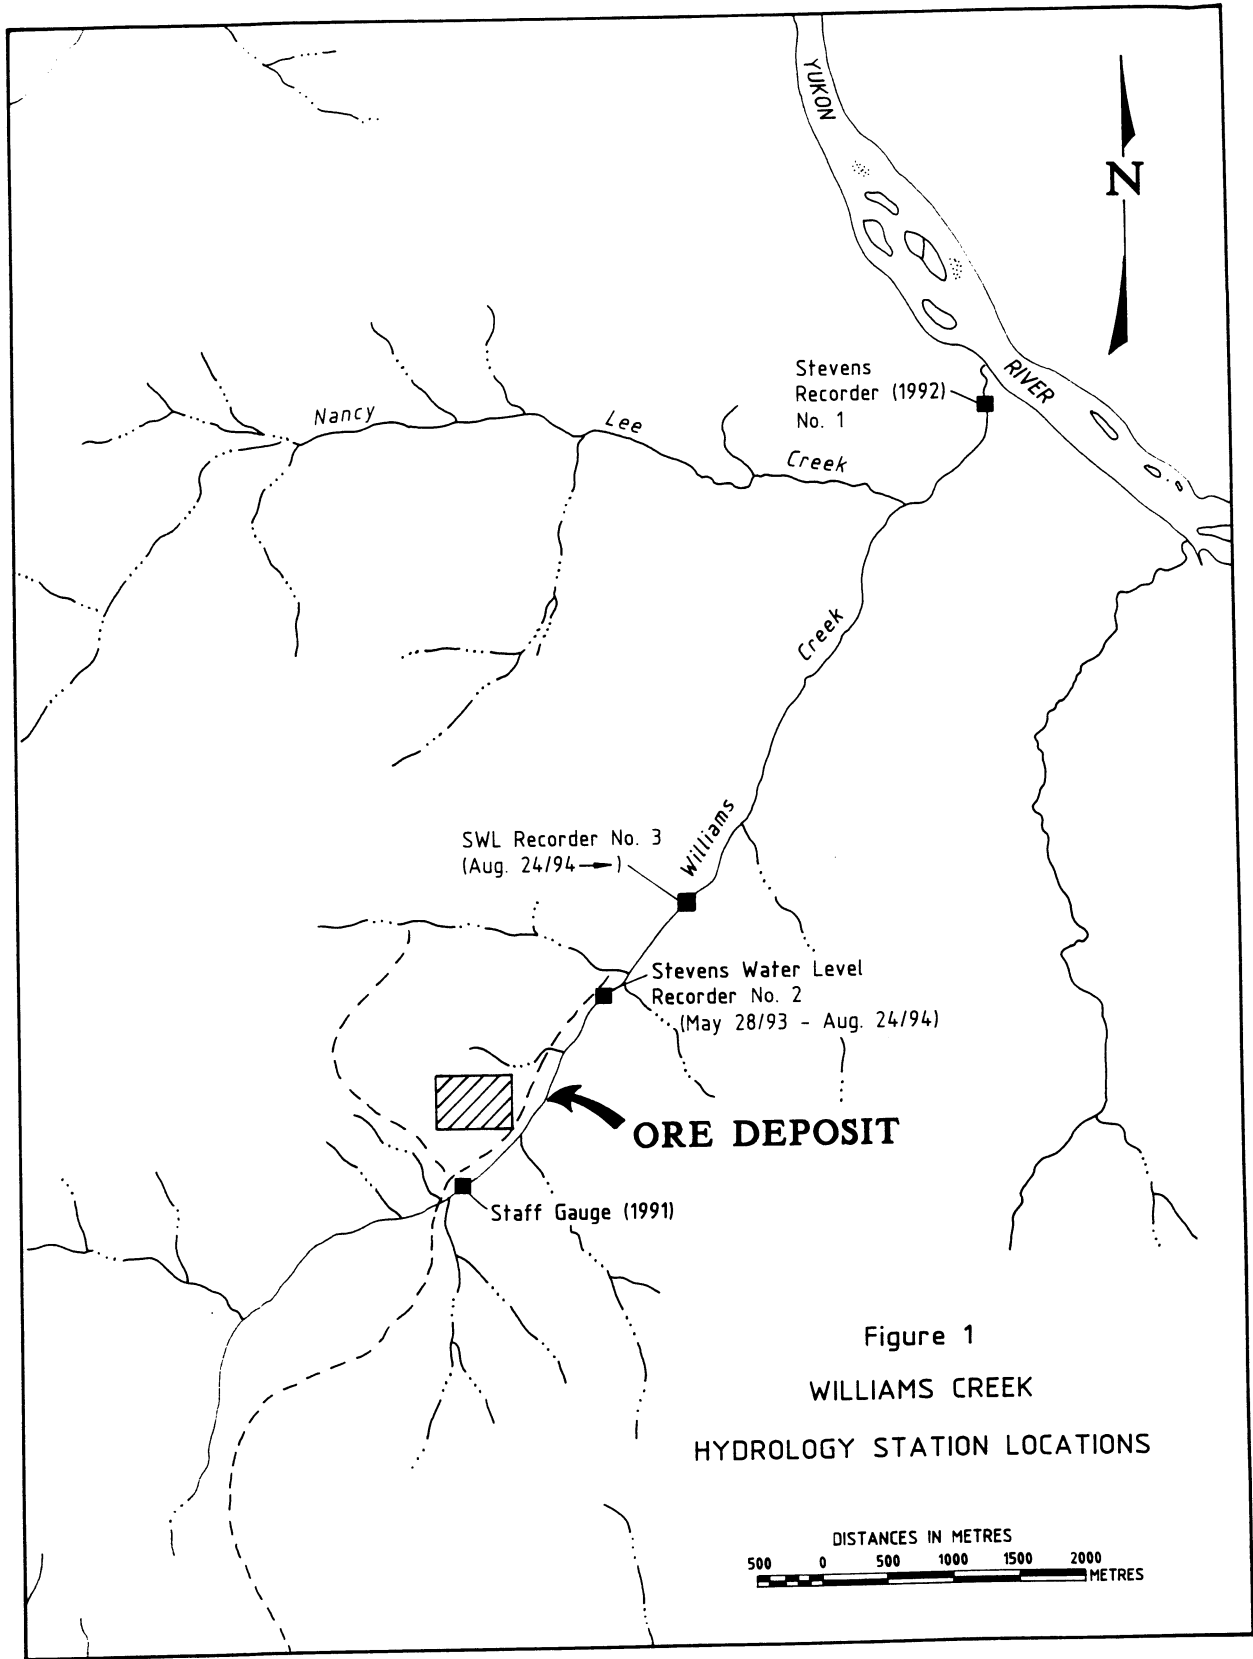 YUKON
N
Stevens
Recorder (1992)
No. 1
RIVER
Nancy
Lee
Creek
Creek
Williams
SWL Recorder No. 3
(Aug. 24/94 → )
Stevens Water Level
Recorder No. 2
(May 28/93 - Aug. 24/94)
ORE DEPOSIT
Staff Gauge (1991)
Figure 1
WILLIAMS CREEK
HYDROLOGY STATION LOCATIONS
DISTANCES IN METRES
500 0 500 1000 1500 2000
METRES